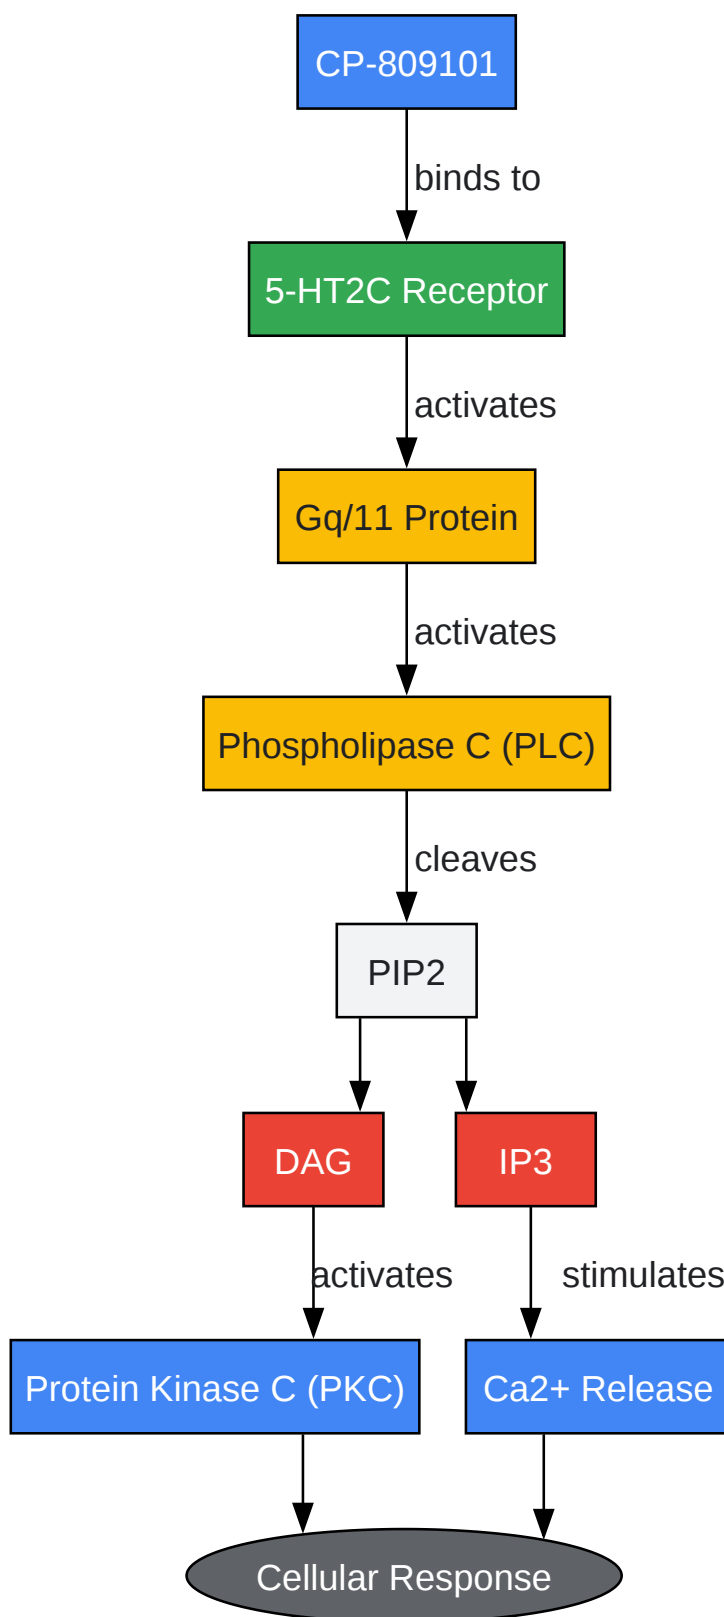 CP-809101
binds to
5-HT2C Receptor
activates
Gq/11 Protein
activates
Phospholipase C (PLC)
cleaves
PIP2
DAG
IP3
activates
stimulates
Protein Kinase C (PKC)
Ca2+ Release
Cellular Response